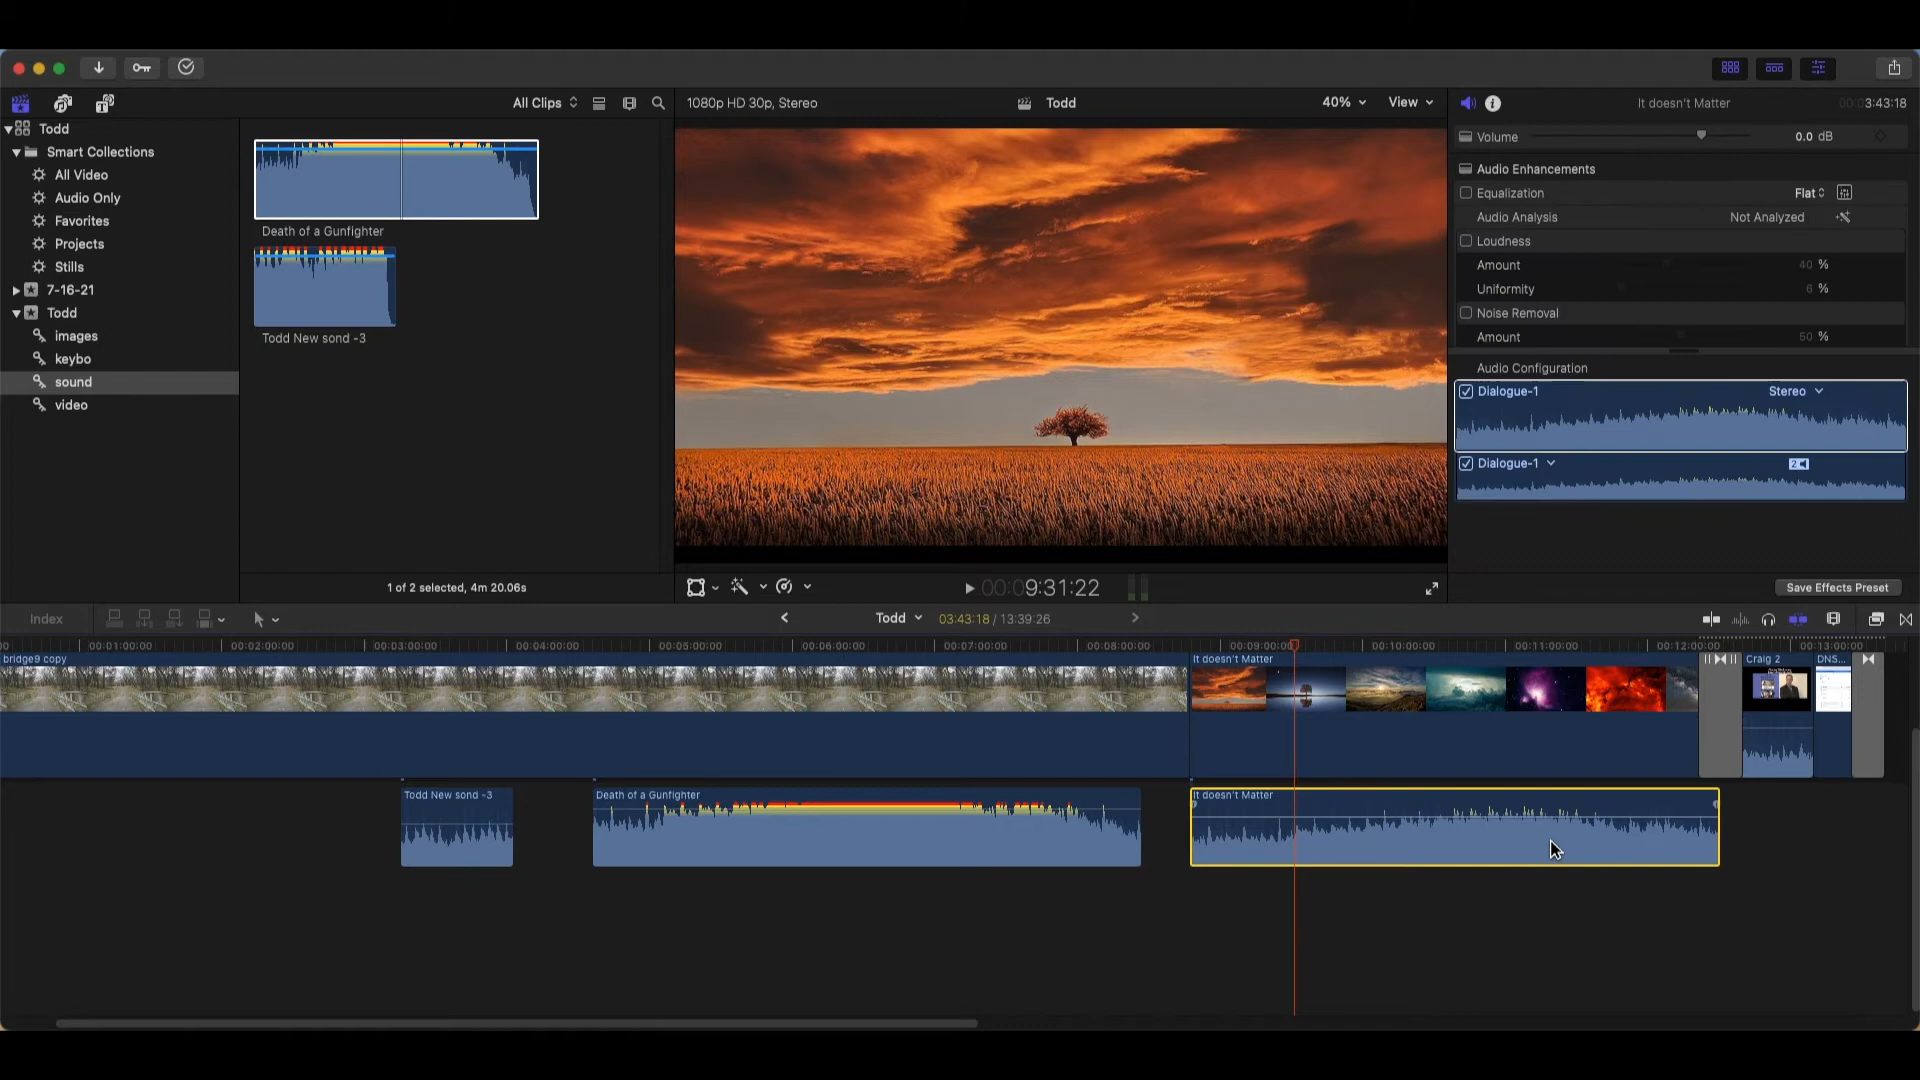 All Clips
1080p HD 30p, Stereo
Todd
40%
View
It doesn't Matter
00:03:43:18
Todd
Smart Collections
All Video
Audio Only
Favorites
Projects
Stills
7-16-21
Todd
images
keybo
sound
video
Death of a Gunfighter
Todd New sond -3
1 of 2 selected, 4m 20.06s
00:09:31:22
Volume
0.0 dB
Audio Enhancements
Equalization
Flat
Audio Analysis
Not Analyzed
Loudness
Amount
40 %
Uniformity
6 %
Noise Removal
Amount
50 %
Audio Configuration
Dialogue-1
Stereo
Dialogue-1
2
Save Effects Preset
Index
Todd
03:43:18 / 13:39:26
00:01:00:00
00:02:00:00
00:03:00:00
00:04:00:00
00:05:00:00
00:06:00:00
00:07:00:00
00:08:00:00
00:09:00:00
00:10:00:00
00:11:00:00
00:12:00:00
00:13:00:00
bridge9 copy
It doesn't Matter
Craig 2
DNS...
Todd New sond -3
Death of a Gunfighter
It doesn't Matter